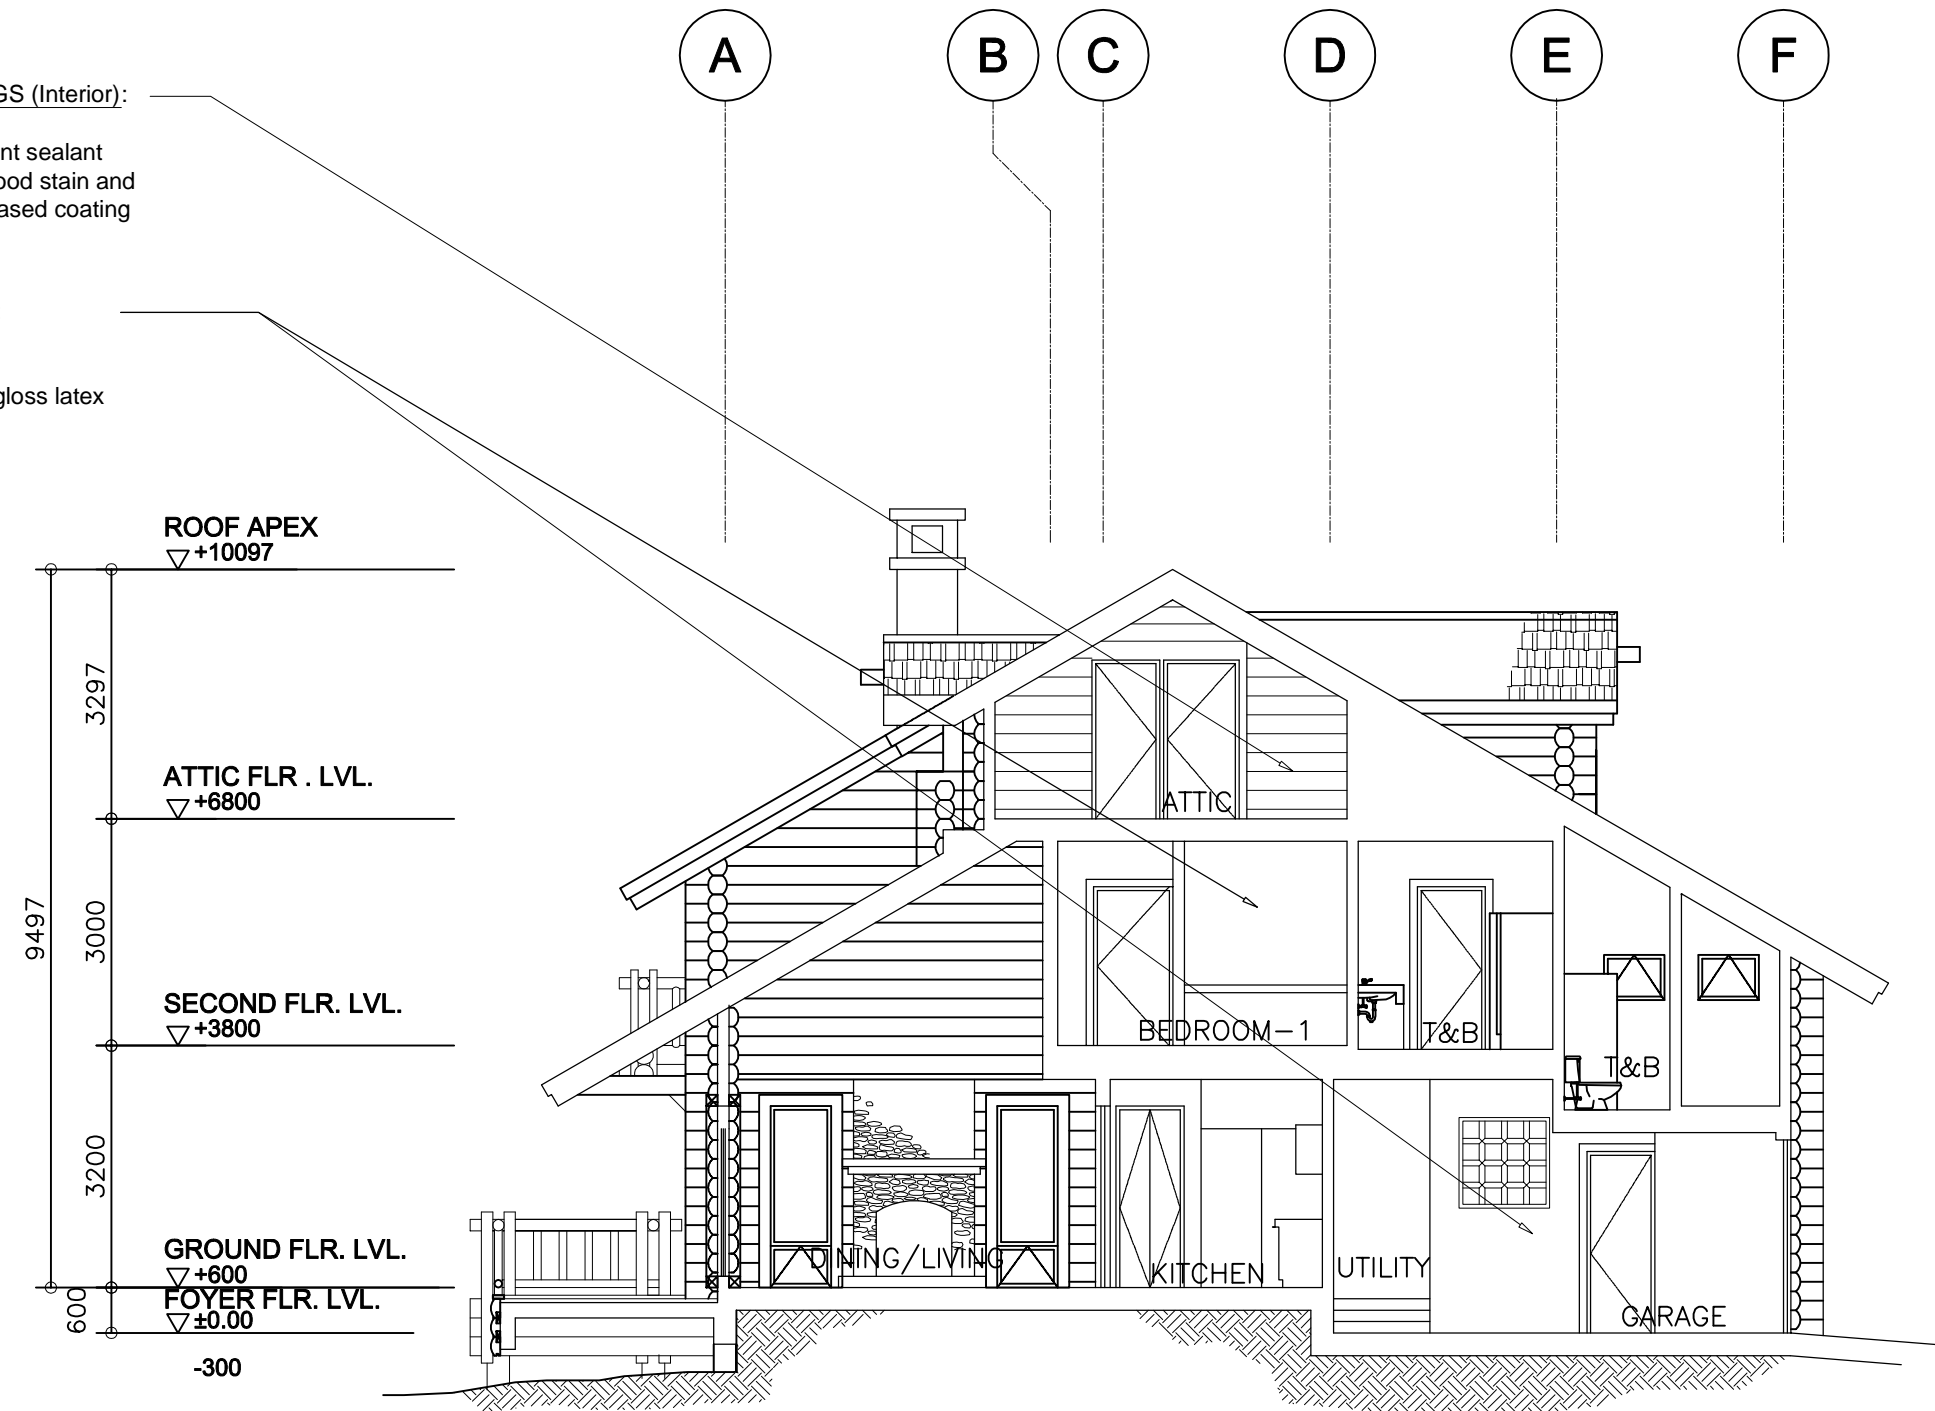 A B C D E F
GS (Interior):
nt sealant
ood stain and
ased coating
gloss latex
ROOF APEX
+10097
3297
ATTIC FLR . LVL.
+6800
ATTIC
9497
3000
SECOND FLR. LVL.
+3800
BEDROOM-1
T&B
T&B
3200
GROUND FLR. LVL.
+600
DINING/LIVING
KITCHEN
UTILITY
600
FOYER FLR. LVL.
±0.00
GARAGE
-300